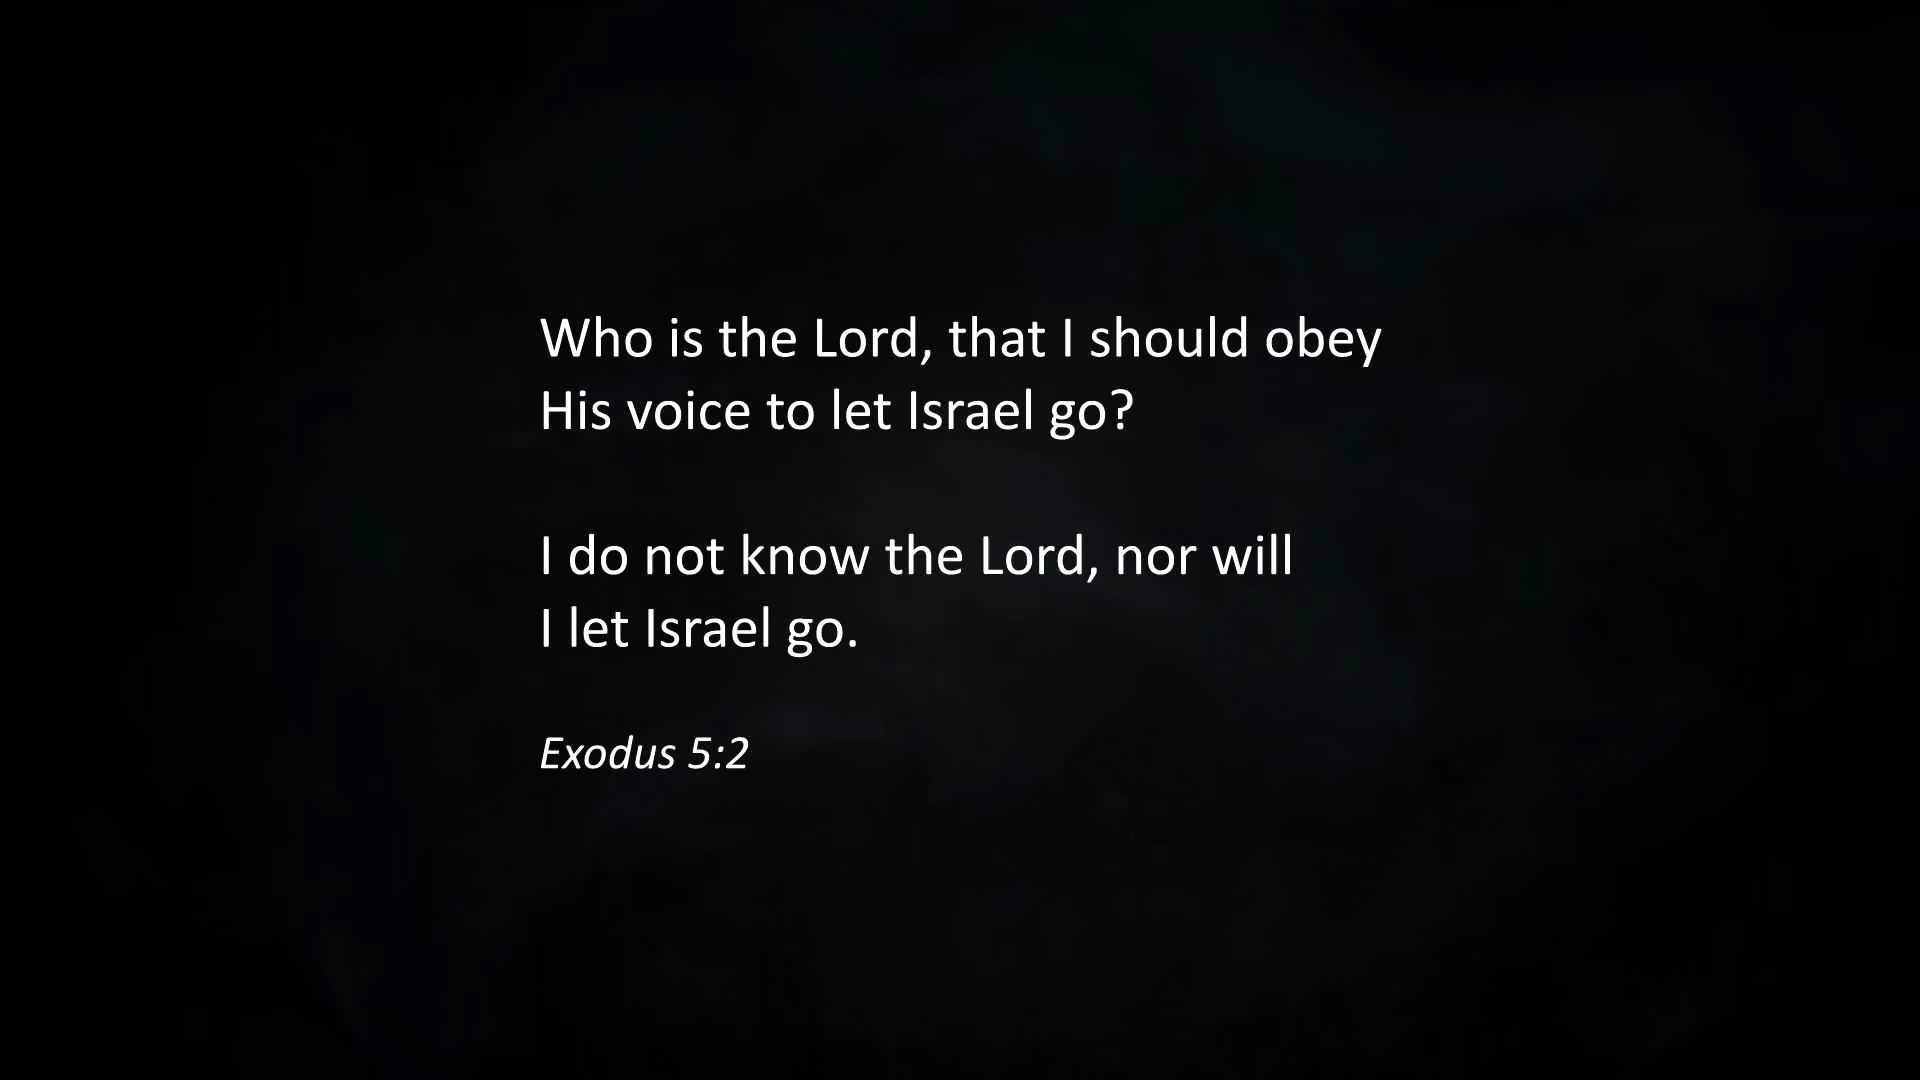 Who is the Lord, that I should obey
His voice to let Israel go?
I do not know the Lord, nor will
I let Israel go.
Exodus 5:2